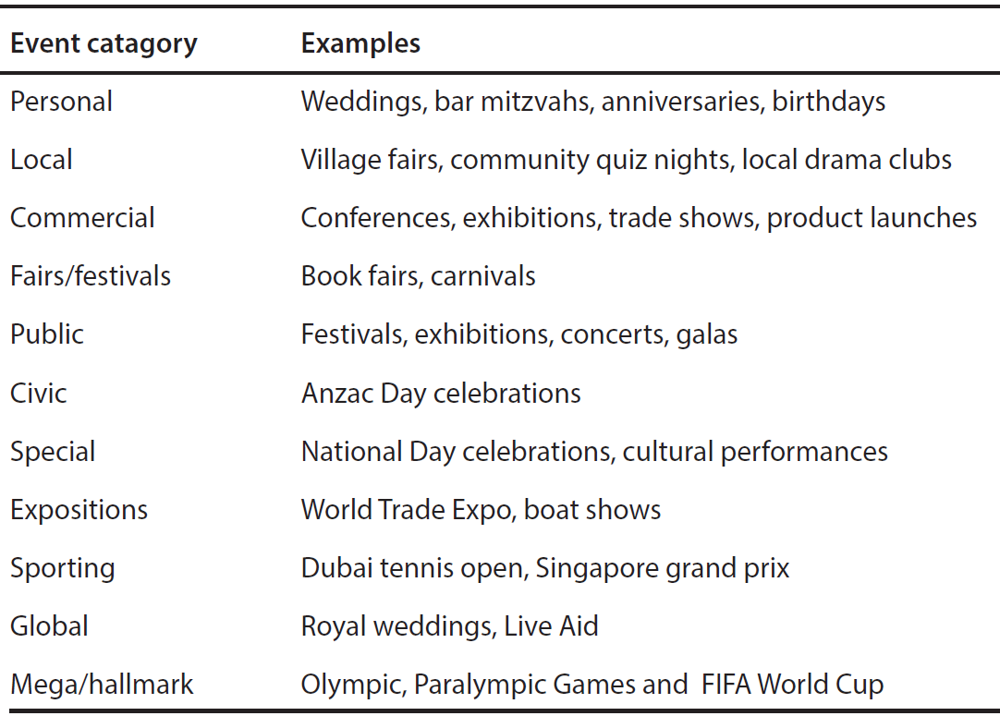 Event catagory Examples
Personal Weddings, bar mitzvahs, anniversaries, birthdays
Local Village fairs, community quiz nights, local drama clubs
Commercial Conferences, exhibitions, trade shows, product launches
Fairs/festivals Book fairs, carnivals
Public Festivals, exhibitions, concerts, galas
Civic Anzac Day celebrations
Special National Day celebrations, cultural performances
Expositions World Trade Expo, boat shows
Sporting Dubai tennis open, Singapore grand prix
Global Royal weddings, Live Aid
Mega/hallmark Olympic, Paralympic Games and FIFA World Cup